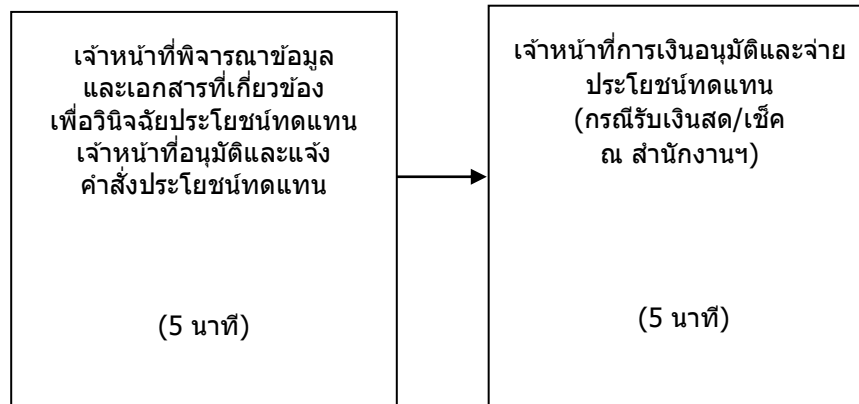 เจ้าหน้าที่พิจารณาข้อมูล
และเอกสารที่เกี่ยวข้อง
เพื่อวินิจฉัยประโยชน์ทดแทน
เจ้าหน้าที่อนุมัติและแจ้ง
คำสั่งประโยชน์ทดแทน
(5 นาที)
เจ้าหน้าที่การเงินอนุมัติและจ่าย
ประโยชน์ทดแทน
(กรณีรับเงินสด/เช็ค
ณ สำนักงานฯ)
(5 นาที)